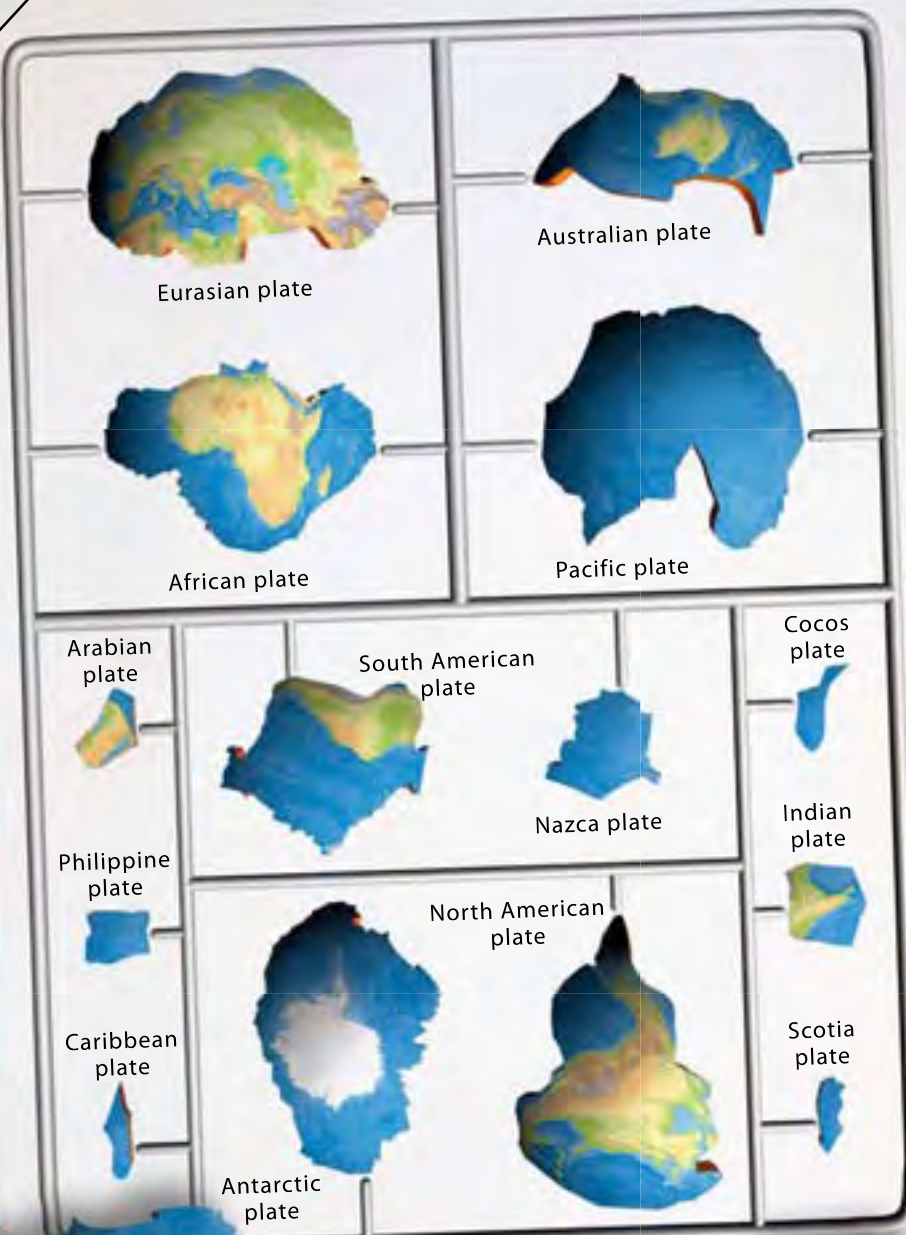 Eurasian plate
Australian plate
African plate
Pacific plate
Arabian
plate
South American
plate
Cocos
plate
Nazca plate
Indian
plate
Philippine
plate
North American
plate
Caribbean
plate
Scotia
plate
Antarctic
plate